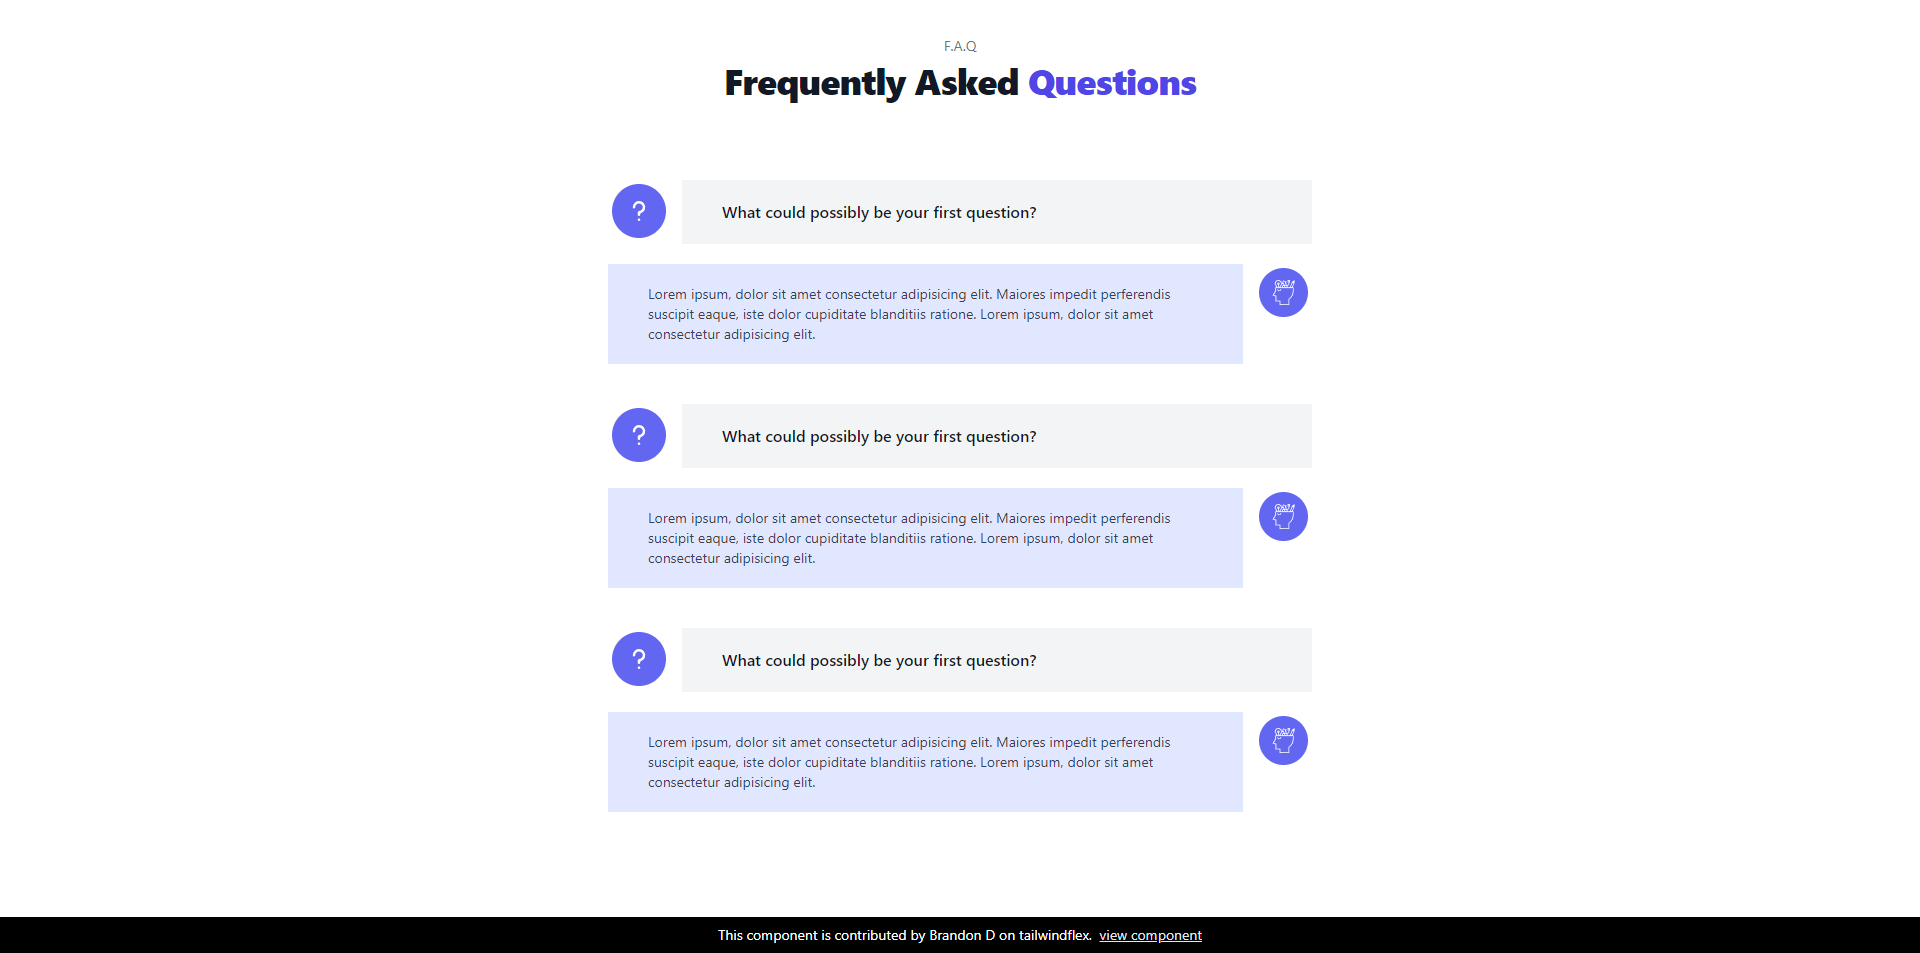 F.A.Q
Frequently Asked Questions
?
What could possibly be your first question?
Lorem ipsum, dolor sit amet consectetur adipisicing elit. Maiores impedit perferendis
suscipit eaque, iste dolor cupiditate blanditiis ratione. Lorem ipsum, dolor sit amet
consectetur adipisicing elit.
?
What could possibly be your first question?
Lorem ipsum, dolor sit amet consectetur adipisicing elit. Maiores impedit perferendis
suscipit eaque, iste dolor cupiditate blanditiis ratione. Lorem ipsum, dolor sit amet
consectetur adipisicing elit.
?
What could possibly be your first question?
Lorem ipsum, dolor sit amet consectetur adipisicing elit. Maiores impedit perferendis
suscipit eaque, iste dolor cupiditate blanditiis ratione. Lorem ipsum, dolor sit amet
consectetur adipisicing elit.
This component is contributed by Brandon D on tailwindflex. view component